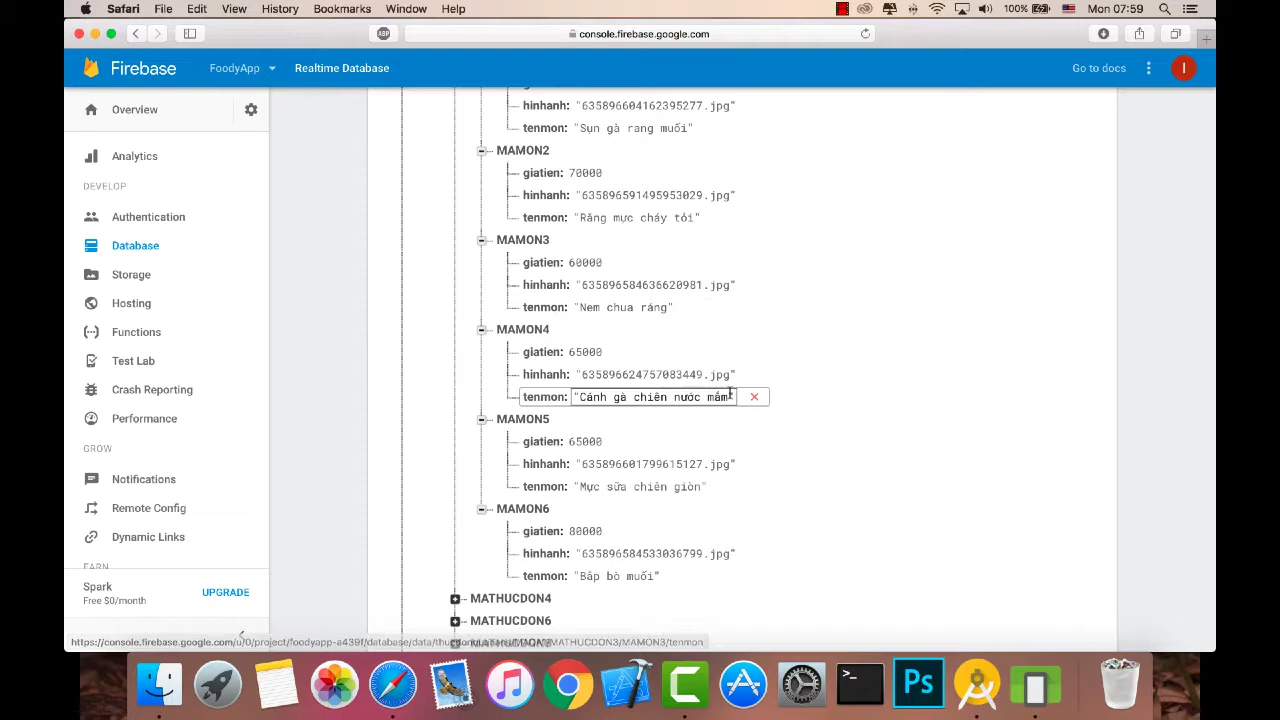 Safari File Edit View History Bookmarks Window Help 100% Mon 07:59
ABP console.firebase.google.com
Firebase FoodyApp Realtime Database Go to docs I
Overview
hinhanh: "635896604162395277.jpg"
tenmon: "Sụn gà rang muối"
Analytics
MAMON2
giatien: 70000
DEVELOP
hinhanh: "635896591495953029.jpg"
Authentication
tenmon: "Răng mực cháy tỏi"
MAMON3
Database
giatien: 60000
Storage
hinhanh: "635896584636620981.jpg"
Hosting
tenmon: "Nem chua rán​g"
Functions
MAMON4
giatien: 65000
Test Lab
hinhanh: "635896624757083449.jpg"
Crash Reporting
tenmon: "Cánh gà chiên nước mắm"
Performance
MAMON5
giatien: 65000
GROW
hinhanh: "635896601799615127.jpg"
Notifications
tenmon: "Mực sữa chiên giòn"
Remote Config
MAMON6
giatien: 80000
Dynamic Links
hinhanh: "635896584533036799.jpg"
EARN
tenmon: "Bắp bò muối"
Spark
Free $0/month
UPGRADE
MATHUCDON4
MATHUCDON6
Ps